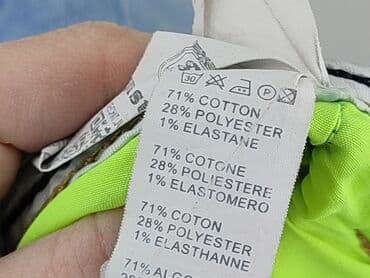 30 P
71% COTTON
28% POLYESTER
1% ELASTANE
71% COTONE
28% POLIESTERE
1% ELASTOMERO
71% COTON
28% POLYESTER
1% ELASTHANNE